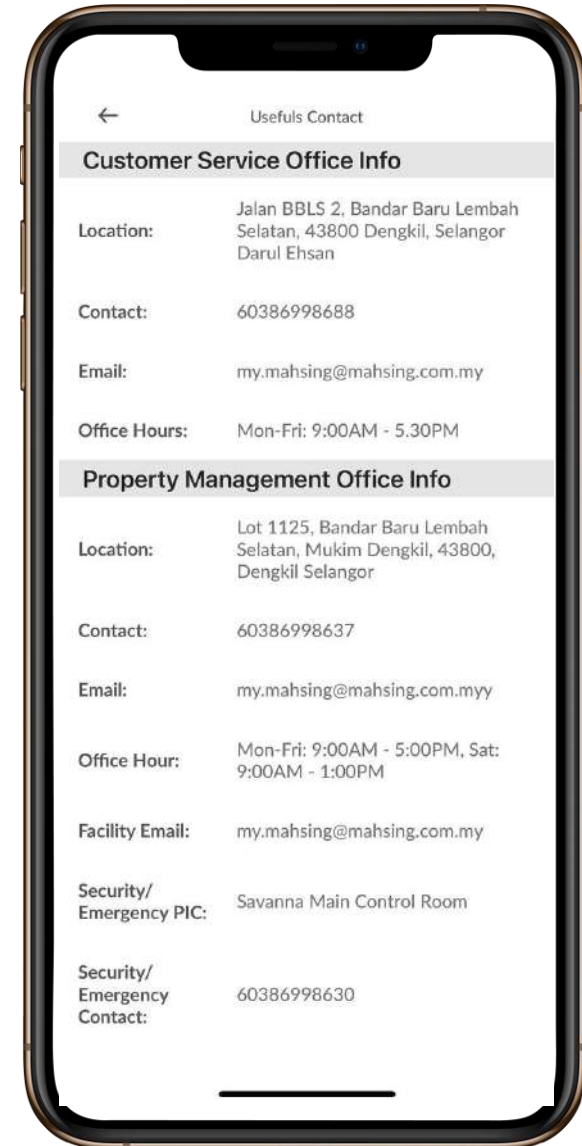 Usefuls Contact
Customer Service Office Info
Location:
Jalan BBLS 2, Bandar Baru Lembah
Selatan, 43800 Dengkil, Selangor
Darul Ehsan
Contact: 60386998688
Email: my.mahsing@mahsing.com.my
Office Hours: Mon-Fri: 9:00AM - 5.30PM
Property Management Office Info
Location:
Lot 1125, Bandar Baru Lembah
Selatan, Mukim Dengkil, 43800,
Dengkil Selangor
Contact: 60386998637
Email: my.mahsing@mahsing.com.myy
Office Hour:
Mon-Fri: 9:00AM - 5:00PM, Sat:
9:00AM - 1:00PM
Facility Email: my.mahsing@mahsing.com.my
Security/
Emergency PIC:
Savanna Main Control Room
Security/
Emergency
Contact:
60386998630